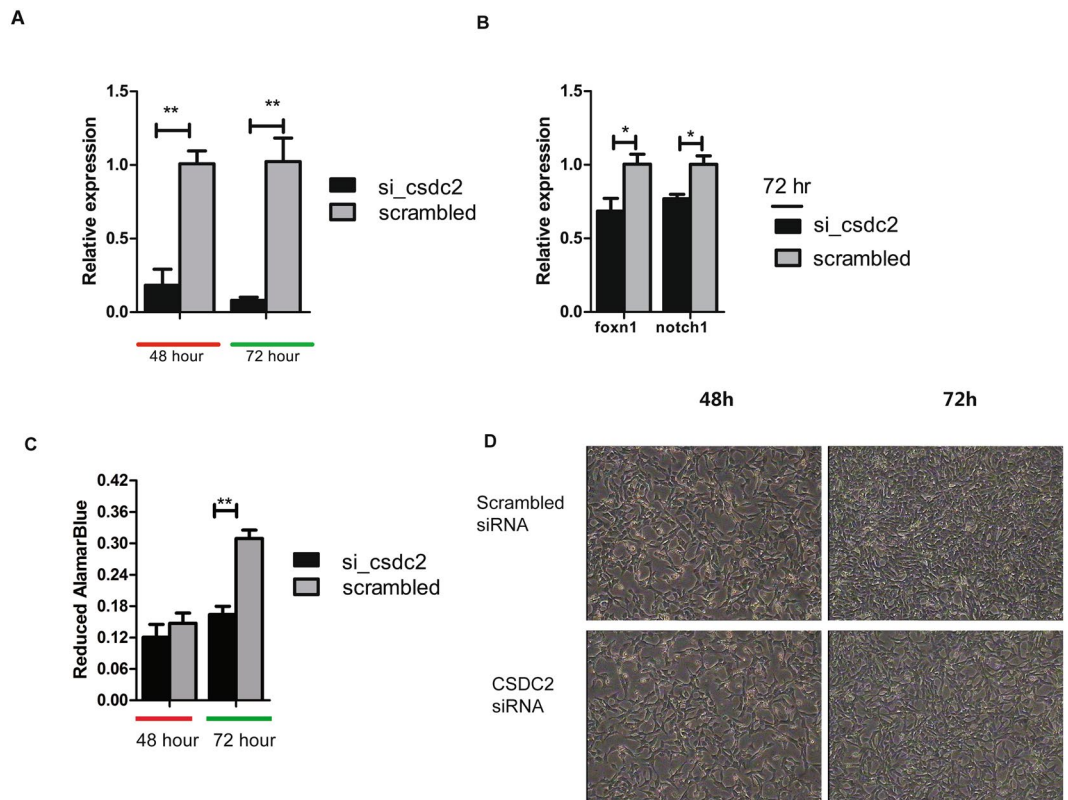 A
Relative expression
1.5
1.0
0.5
0.0
**
**
48 hour
72 hour
si_csdc2
scrambled
B
Relative expression
1.5
1.0
0.5
0.0
*
*
foxn1
notch1
72 hr
si_csdc2
scrambled
C
Reduced AlamarBlue
0.42
0.36
0.30
0.24
0.18
0.12
0.06
0.00
**
48 hour
72 hour
si_csdc2
scrambled
D
48h
72h
Scrambled
siRNA
CSDC2
siRNA